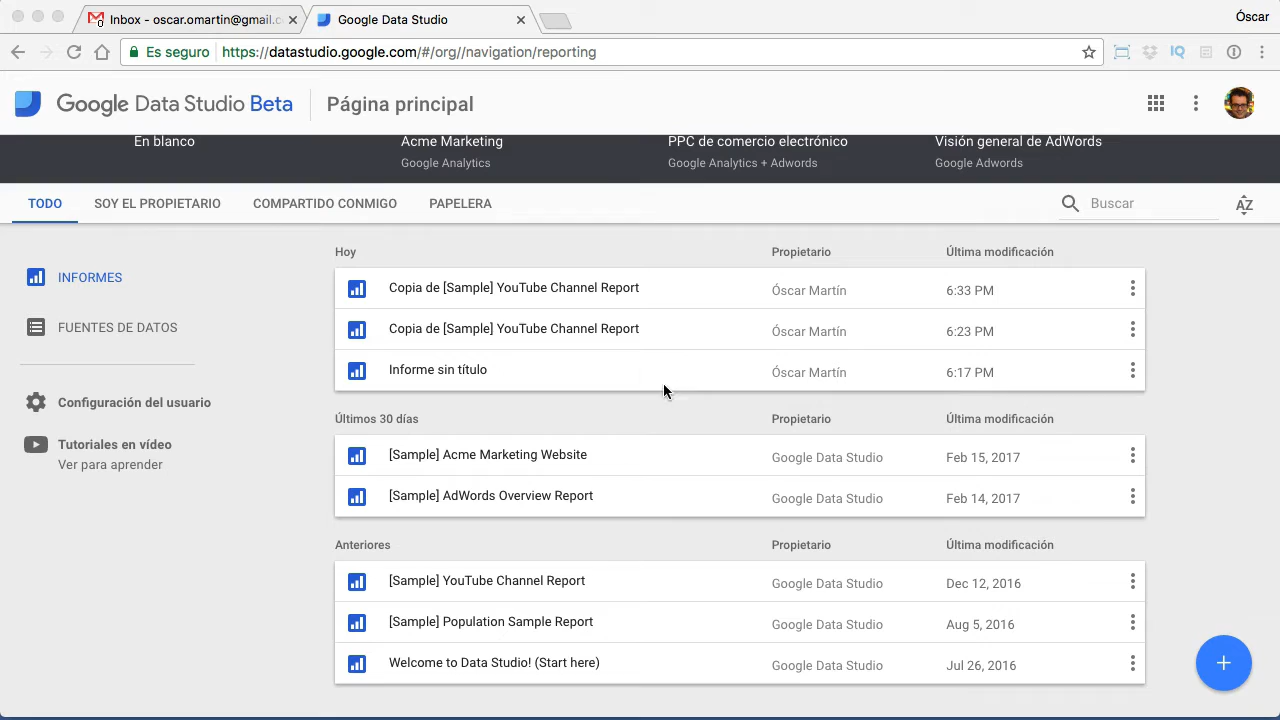 Inbox - oscar.omartin@gmail.c
Google Data Studio
Óscar
Es seguro
https://datastudio.google.com/#/org//navigation/reporting
Google Data Studio Beta
Página principal
En blanco
Acme Marketing
Google Analytics
PPC de comercio electrónico
Google Analytics + Adwords
Visión general de AdWords
Google Adwords
TODO
SOY EL PROPIETARIO
COMPARTIDO CONMIGO
PAPELERA
Buscar
AZ
INFORMES
FUENTES DE DATOS
Configuración del usuario
Tutoriales en vídeo
Ver para aprender
Hoy Propietario Última modificación
Copia de [Sample] YouTube Channel Report Óscar Martín 6:33 PM
Copia de [Sample] YouTube Channel Report Óscar Martín 6:23 PM
Informe sin título Óscar Martín 6:17 PM
Últimos 30 días Propietario Última modificación
[Sample] Acme Marketing Website Google Data Studio Feb 15, 2017
[Sample] AdWords Overview Report Google Data Studio Feb 14, 2017
Anteriores Propietario Última modificación
[Sample] YouTube Channel Report Google Data Studio Dec 12, 2016
[Sample] Population Sample Report Google Data Studio Aug 5, 2016
Welcome to Data Studio! (Start here) Google Data Studio Jul 26, 2016